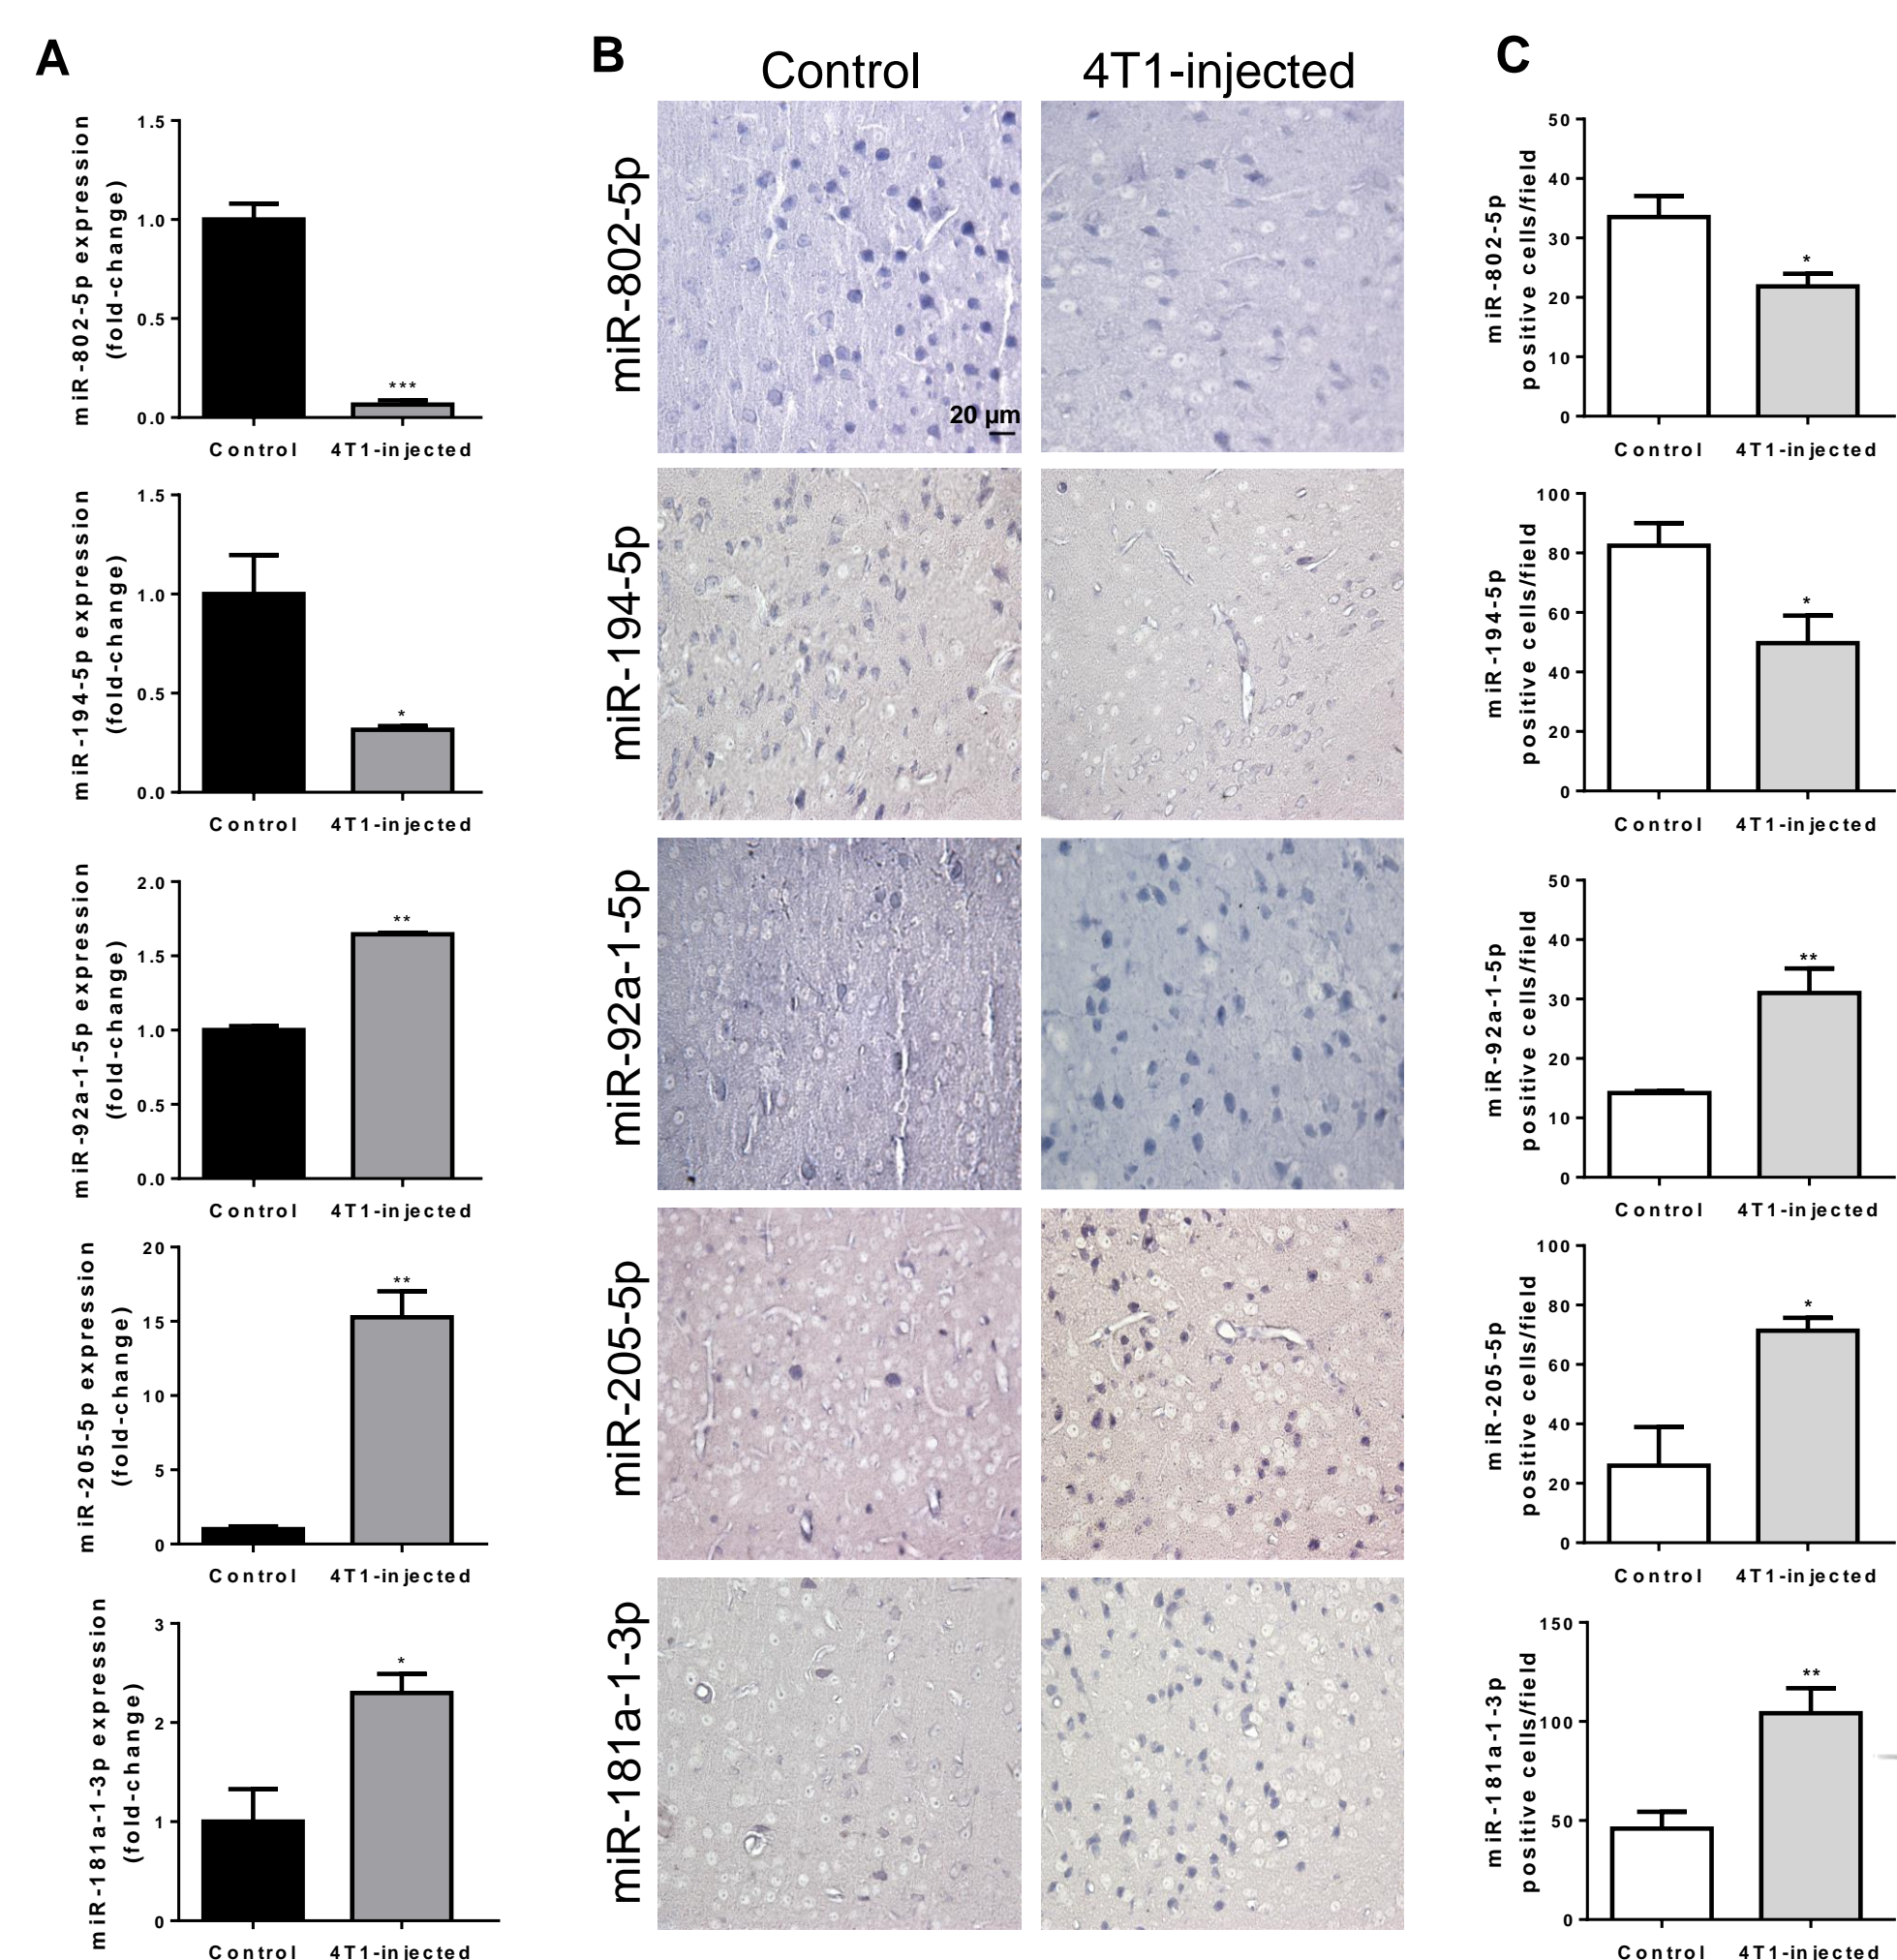 A
B
C
Control
4T1-injected
miR-802-5p expression
(fold-change)
1.5
1.0
0.5
0.0
***
Control
4T1-injected
miR-802-5p
20 µm
miR-802-5p
positive cells/field
50
40
30
20
10
0
*
Control
4T1-injected
miR-194-5p expression
(fold-change)
1.5
1.0
0.5
0.0
*
Control
4T1-injected
miR-194-5p
miR-194-5p
positive cells/field
100
80
60
40
20
0
*
Control
4T1-injected
miR-92a-1-5p expression
(fold-change)
2.0
1.5
1.0
0.5
0.0
**
Control
4T1-injected
miR-92a-1-5p
miR-92a-1-5p
positive cells/field
50
40
30
20
10
0
**
Control
4T1-injected
miR-205-5p expression
(fold-change)
20
15
10
5
0
**
Control
4T1-injected
miR-205-5p
miR-205-5p
positive cells/field
100
80
60
40
20
0
*
Control
4T1-injected
miR-181a-1-3p expression
(fold-change)
3
2
1
0
*
Control
4T1-injected
miR-181a-1-3p
miR-181a-1-3p
positive cells/field
150
100
50
0
**
Control
4T1-injected